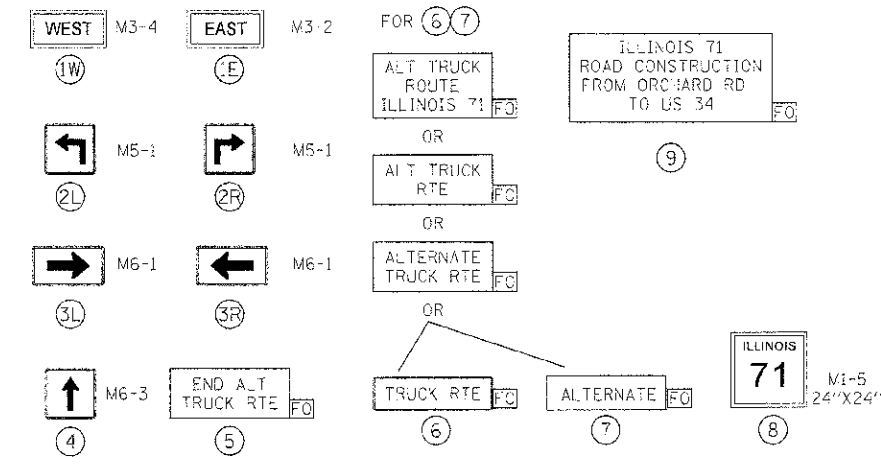 WEST M3-4
EAST M3-2
1W
1E
M5-1
M5-1
2L
2R
M6-1
M6-1
3L
3R
M6-3
4
END ALT
TRUCK RTE FO
5
FOR 6 7
ALT TRUCK
ROUTE
ILLINOIS 71 FO
OR
ALT TRUCK
RTE FO
OR
ALTERNATE
TRUCK RTE FO
OR
TRUCK RTE FO
6
ALTERNATE FO
7
ILLINOIS 71
ROAD CONSTRUCTION
FROM ORCHARD RD
TO US 34 FO
9
ILLINOIS
71
M1-5
24"X24"
8